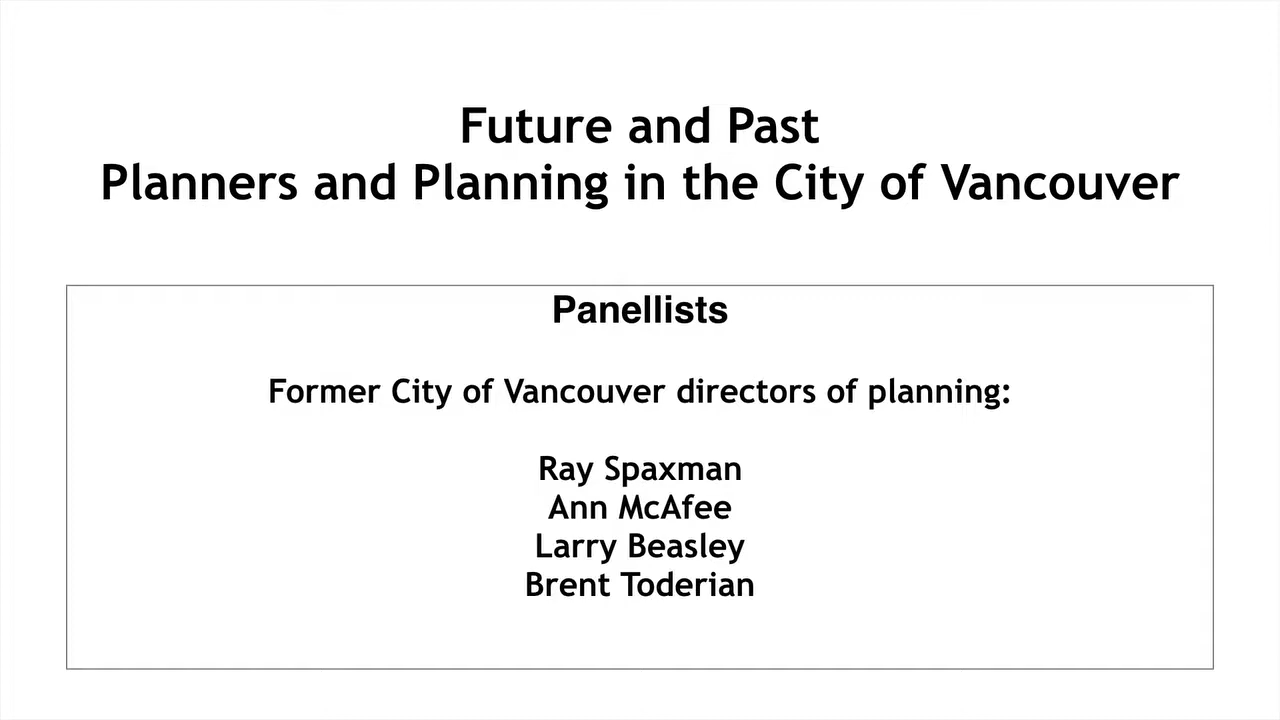 Future and Past
Planners and Planning in the City of Vancouver
Panellists
Former City of Vancouver directors of planning:
Ray Spaxman
Ann McAfee
Larry Beasley
Brent Toderian